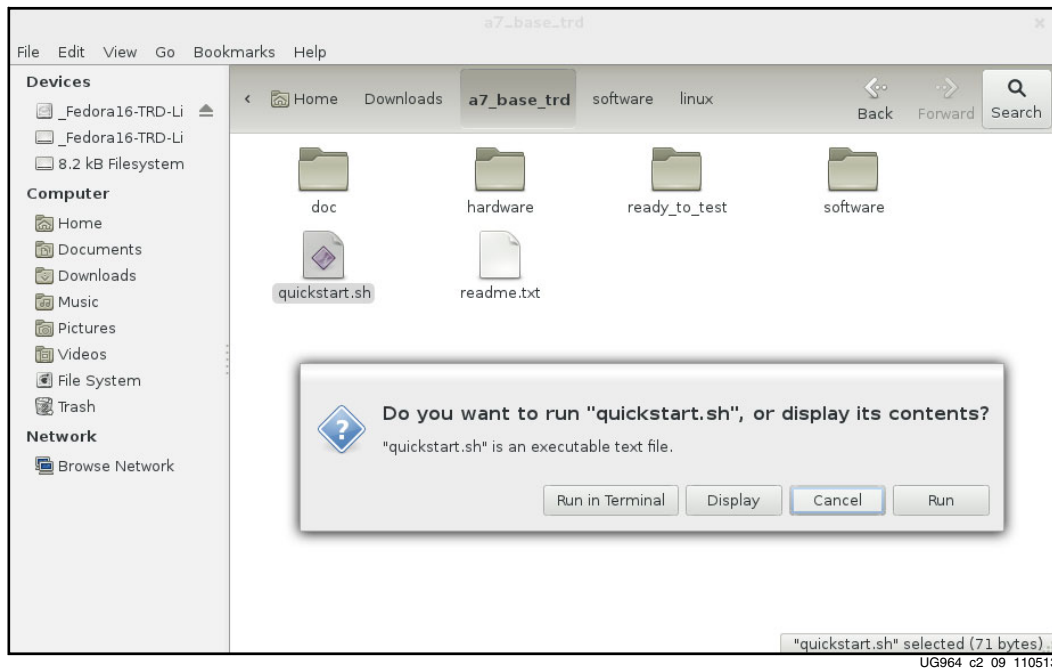 a7_base_trd
File Edit View Go Bookmarks Help
Devices
_Fedora16-TRD-Li
_Fedora16-TRD-Li
8.2 kB Filesystem
Computer
Home
Documents
Downloads
Music
Pictures
Videos
File System
Trash
Network
Browse Network
Home Downloads a7_base_trd software linux
Back Forward Search
doc hardware ready_to_test software
quickstart.sh readme.txt
Do you want to run "quickstart.sh", or display its contents?
"quickstart.sh" is an executable text file.
Run in Terminal Display Cancel Run
"quickstart.sh" selected (71 bytes)
UG964_c2_09_110513